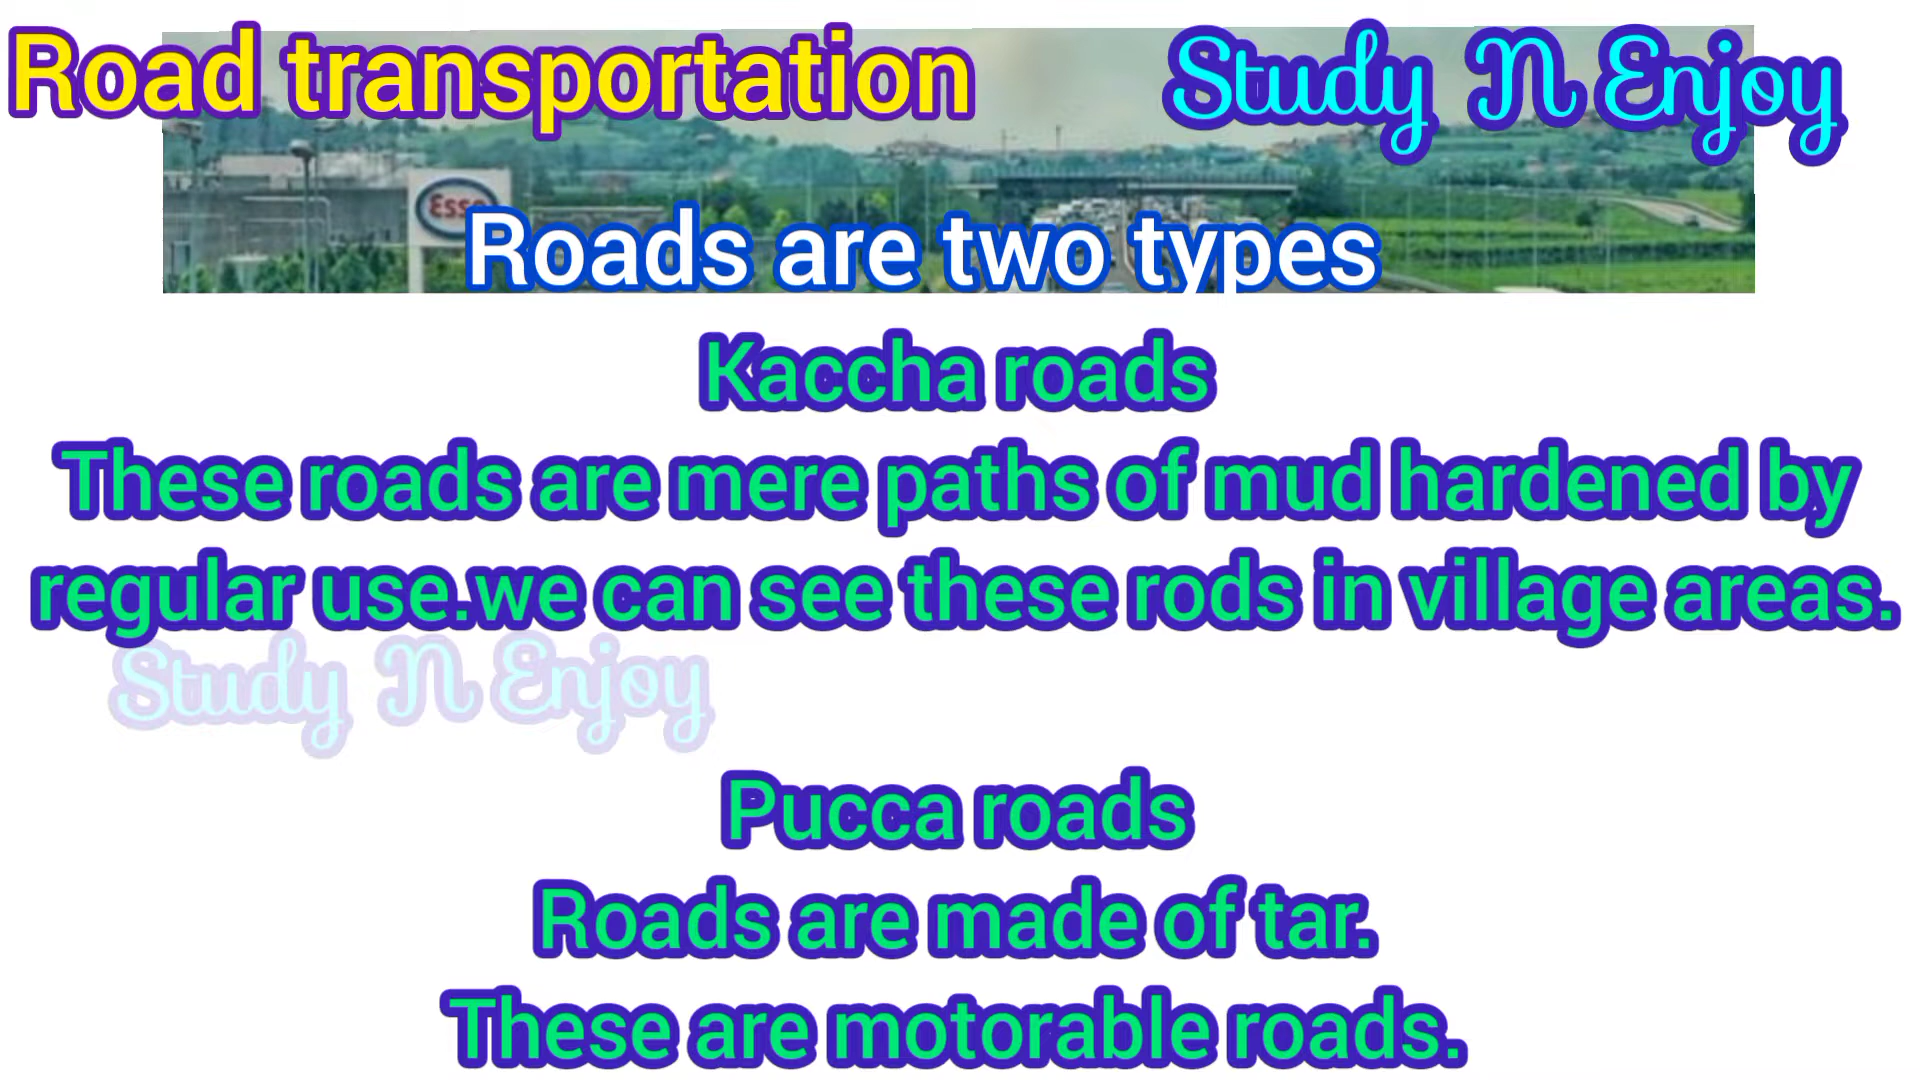 Road transportation
Study N Enjoy
Esso
Roads are two types
Kaccha roads
These roads are mere paths of mud hardened by
regular use.we can see these rods in village areas.
Study N Enjoy
Pucca roads
Roads are made of tar.
These are motorable roads.